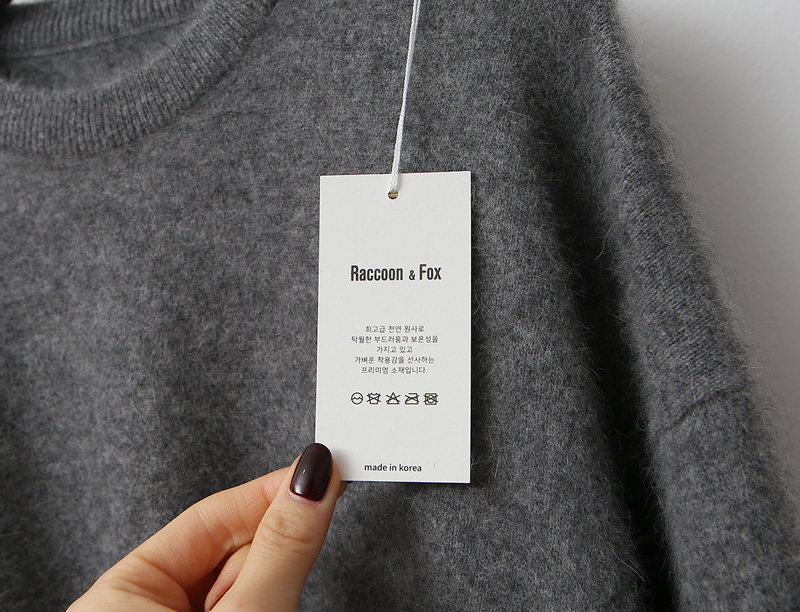 Raccoon & Fox
최고급 천연 원사로
탁월한 부드러움과 보온성을
가지고 있고
가벼운 착용감을 선사하는
프리미엄 소재입니다.
made in korea